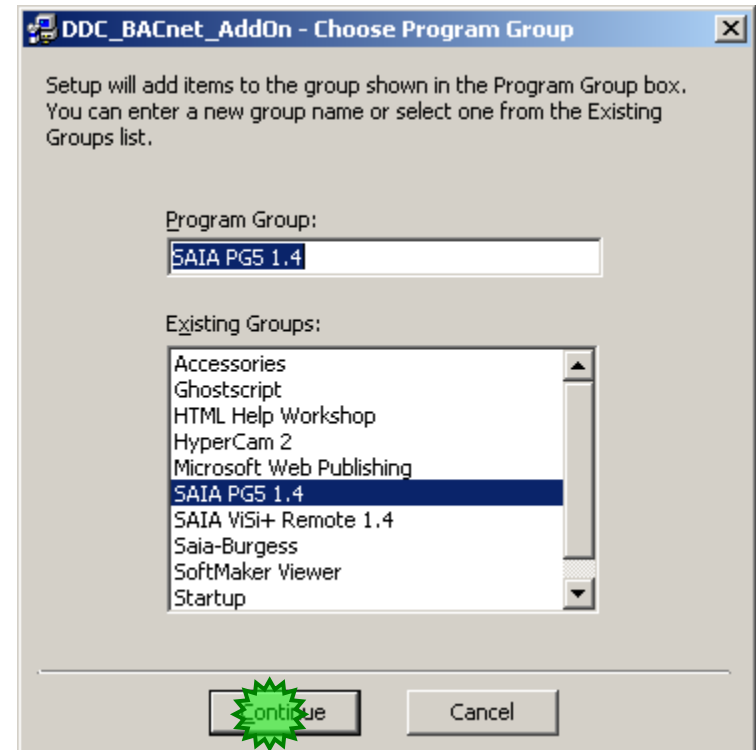 DDC_BACnet_AddOn - Choose Program Group
Setup will add items to the group shown in the Program Group box.
You can enter a new group name or select one from the Existing
Groups list.
Program Group:
SAIA PG5 1.4
Existing Groups:
Accessories
Ghostscript
HTML Help Workshop
HyperCam 2
Microsoft Web Publishing
SAIA PG5 1.4
SAIA ViSi+ Remote 1.4
Saia-Burgess
SoftMaker Viewer
Startup
Continue Cancel